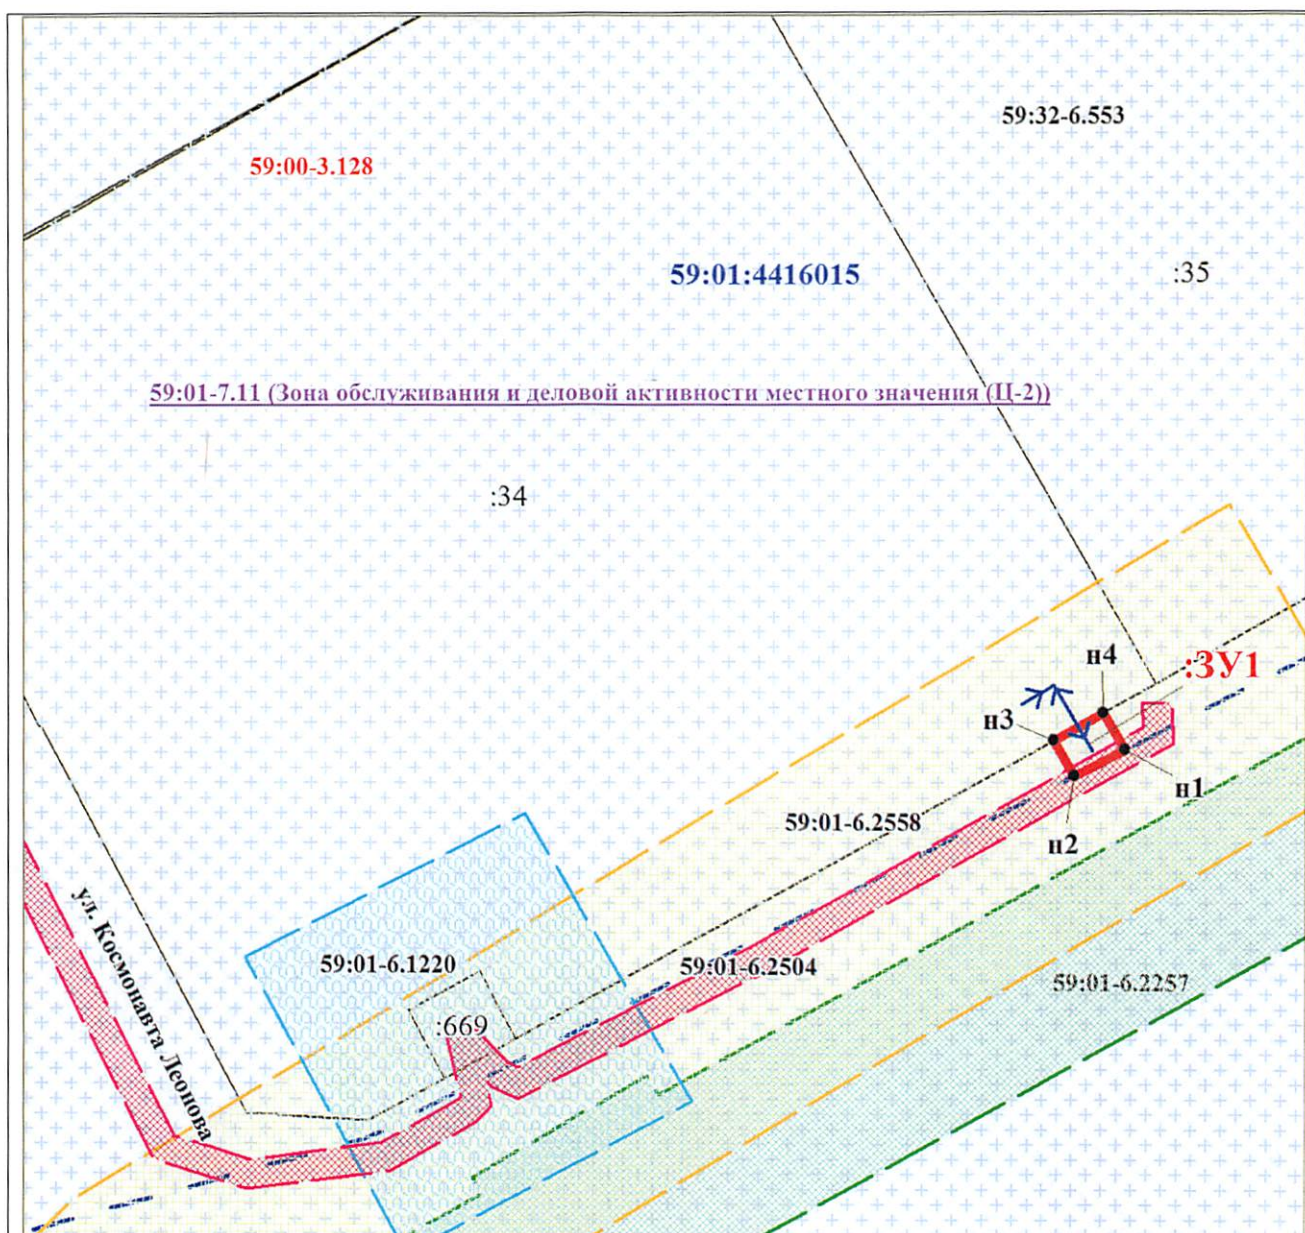 59:32-6.553
59:00-3.128
59:01:4416015
:35
59:01-7.11 (Зона обслуживания и деловой активности местного значения (Ц-2))
:34
н4
:ЗУ1
н3
н1
59:01-6.2558
н2
ул. Космонавта Леонова
59:01-6.1220
59:01-6.2504
59:01-6.2257
:669